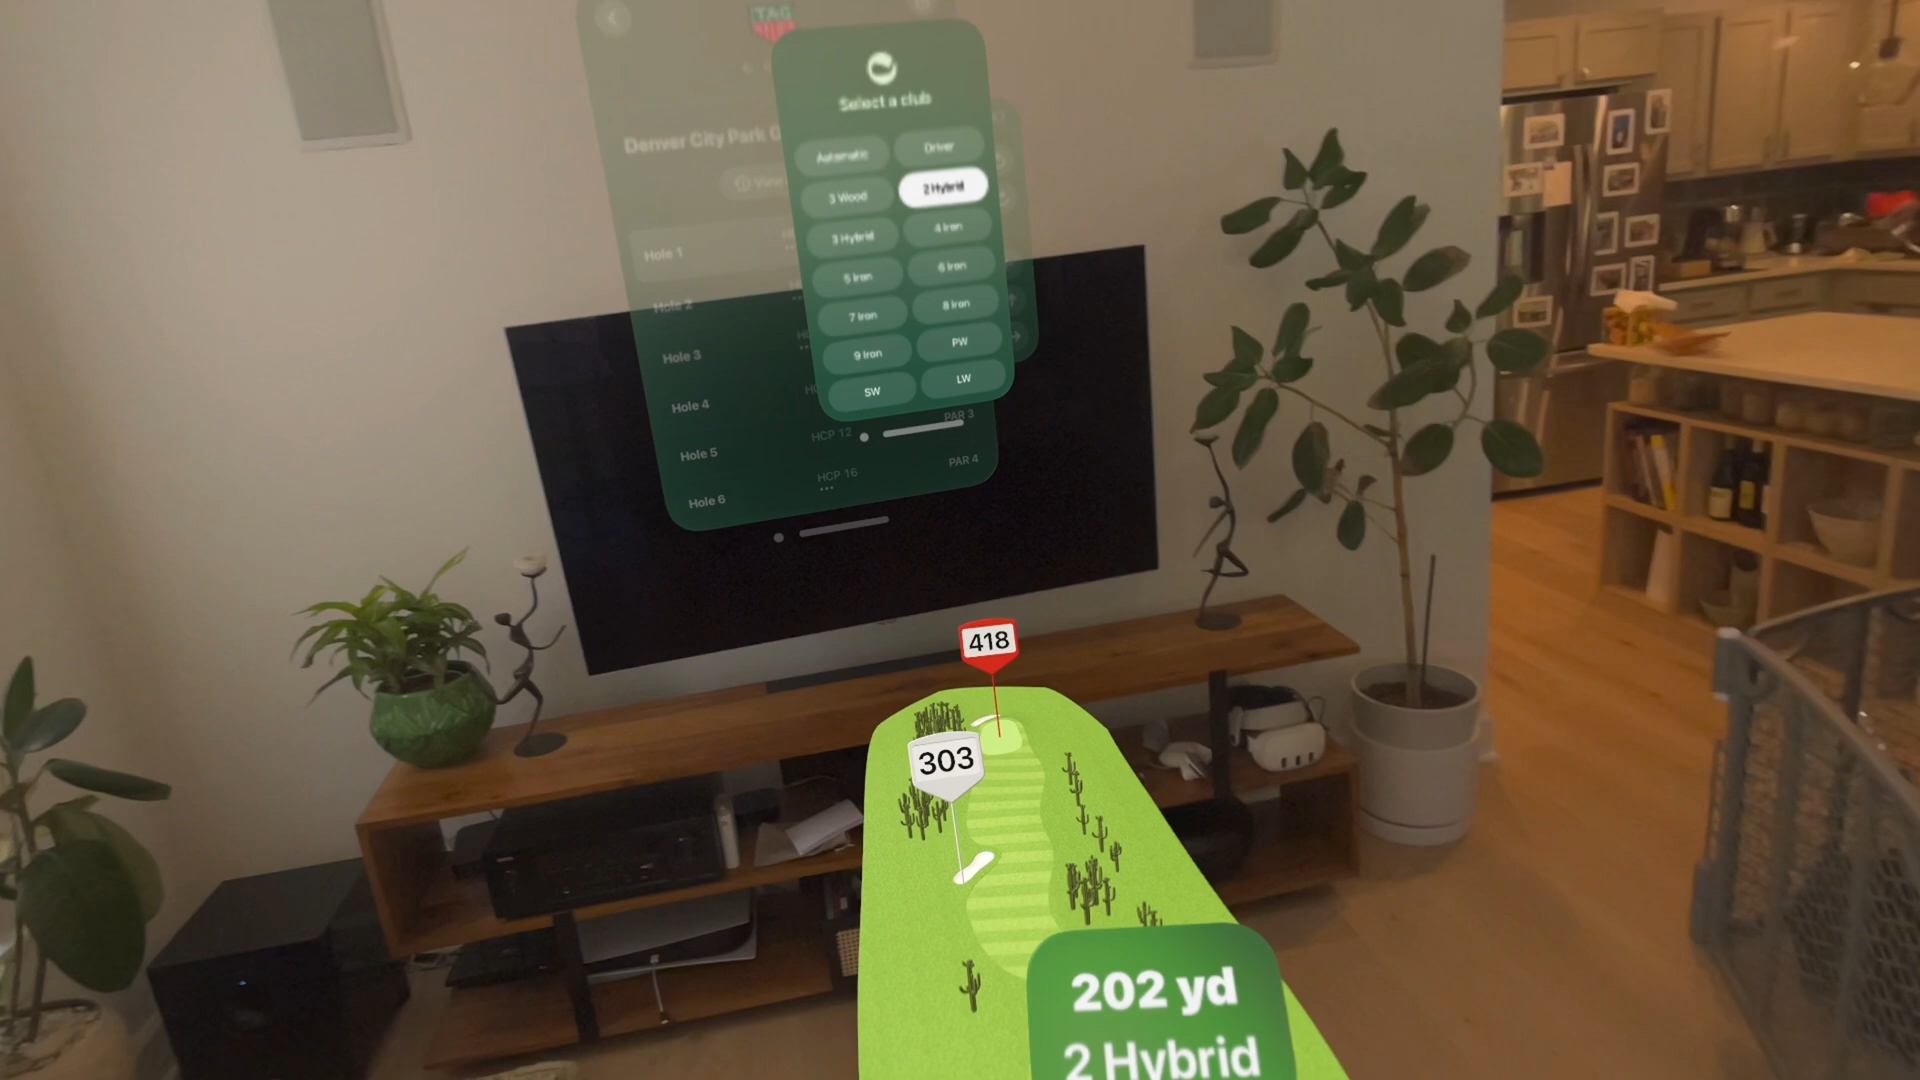 TAG
Denver City Park G
View
Hole 1
Hole 2
Hole 3
Hole 4
Hole 5
HCP 12
PAR 3
Hole 6
HCP 16
PAR 4
Select a club
Automatic
Driver
3 Wood
2 Hybrid
3 Hybrid
4 Iron
5 Iron
6 Iron
7 Iron
8 Iron
9 Iron
PW
SW
LW
418
303
202 yd
2 Hybrid